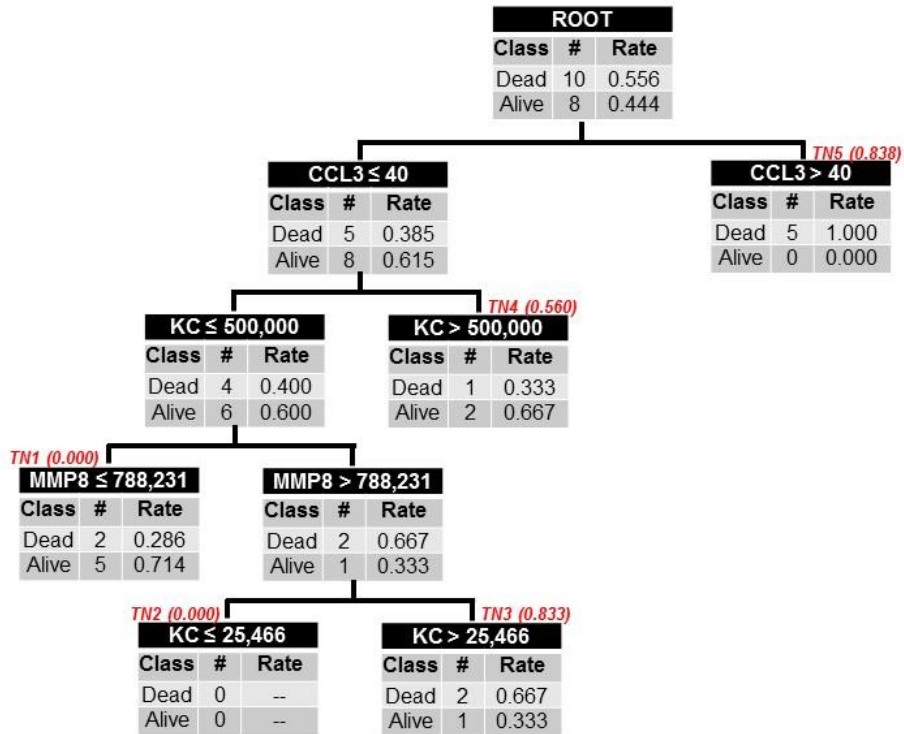 ROOT
Class # Rate
Dead 10 0.556
Alive 8 0.444
TN5 (0.838)
CCL3 ≤ 40
Class # Rate
Dead 5 0.385
Alive 8 0.615
CCL3 > 40
Class # Rate
Dead 5 1.000
Alive 0 0.000
TN4 (0.560)
KC ≤ 500,000
Class # Rate
Dead 4 0.400
Alive 6 0.600
KC > 500,000
Class # Rate
Dead 1 0.333
Alive 2 0.667
TN1 (0.000)
MMP8 ≤ 788,231
Class # Rate
Dead 2 0.286
Alive 5 0.714
MMP8 > 788,231
Class # Rate
Dead 2 0.667
Alive 1 0.333
TN2 (0.000)
KC ≤ 25,466
Class # Rate
Dead 0 --
Alive 0 --
TN3 (0.833)
KC > 25,466
Class # Rate
Dead 2 0.667
Alive 1 0.333